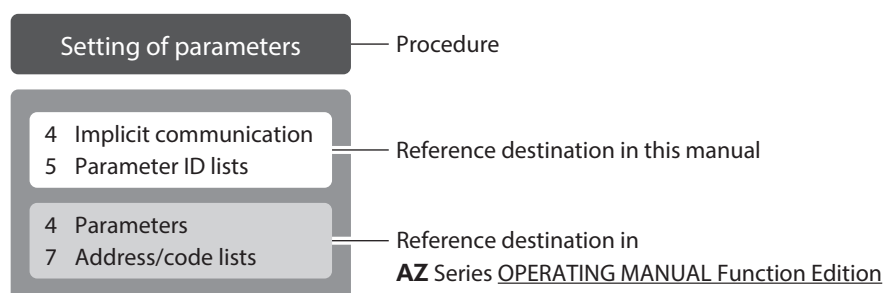 Setting of parameters
Procedure
4 Implicit communication
5 Parameter ID lists
Reference destination in this manual
4 Parameters
7 Address/code lists
Reference destination in
AZ Series OPERATING MANUAL Function Edition